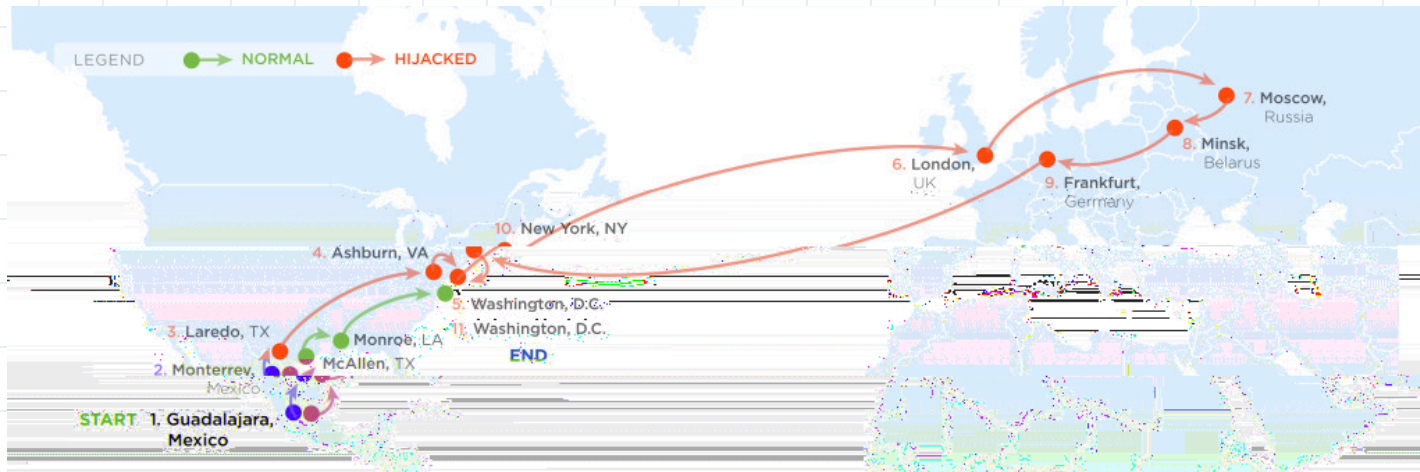 LEGEND NORMAL HIJACKED
7. Moscow,
Russia
8. Minsk,
Belarus
6. London,
UK
9. Frankfurt,
Germany
10. New York, NY
4. Ashburn, VA
5. Washington, D.C.
11. Washington, D.C.
END
3. Laredo, TX
Monroe, LA
McAllen, TX
2. Monterrey,
Mexico
START 1. Guadalajara,
Mexico